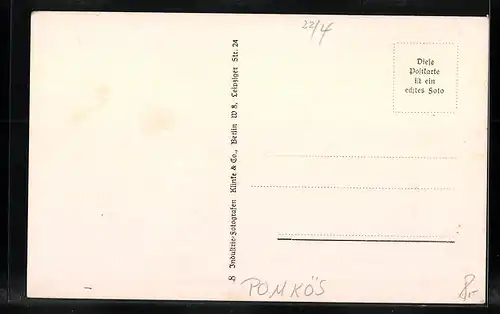 22/4
Diese
Postkarte
ist ein
echtes Foto
8 Industrie-Fotografen Klinke & Co., Berlin W 8, Leipziger Str. 24
POMKÖS
8,-